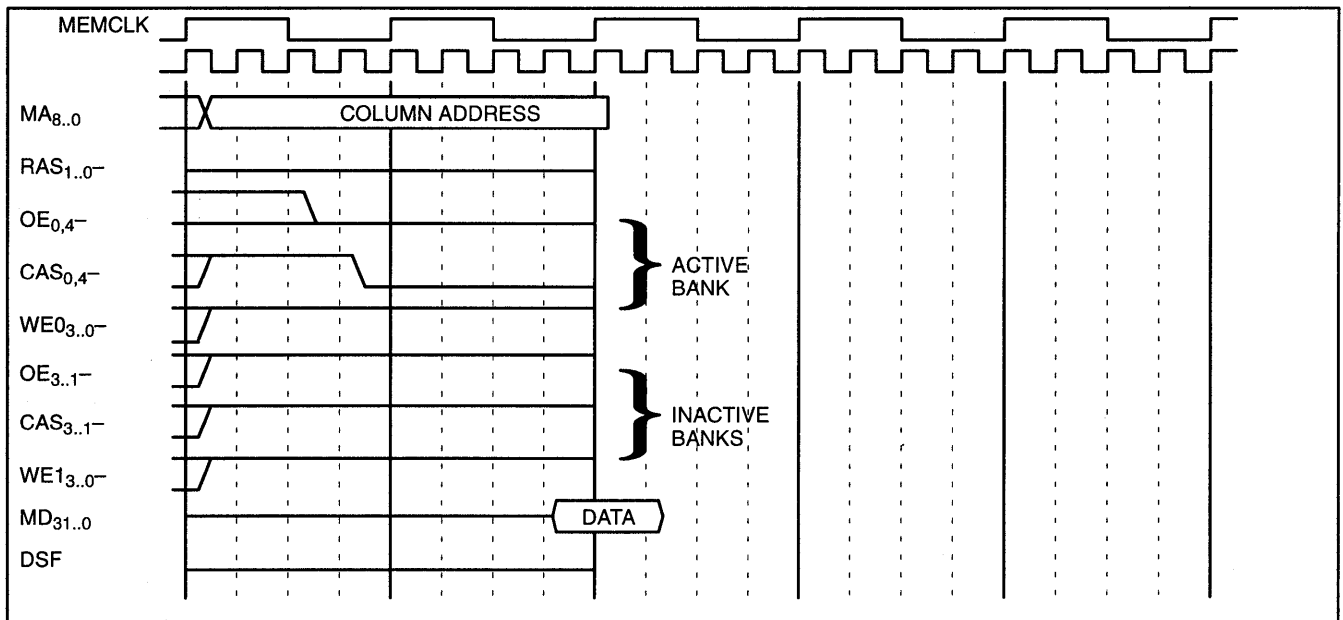 MEMCLK
MA8..0
COLUMN ADDRESS
RAS1..0–
OE0,4–
CAS0,4–
ACTIVE
BANK
WE03..0–
OE3..1–
CAS3..1–
INACTIVE
BANKS
WE13..0–
MD31..0
DATA
DSF